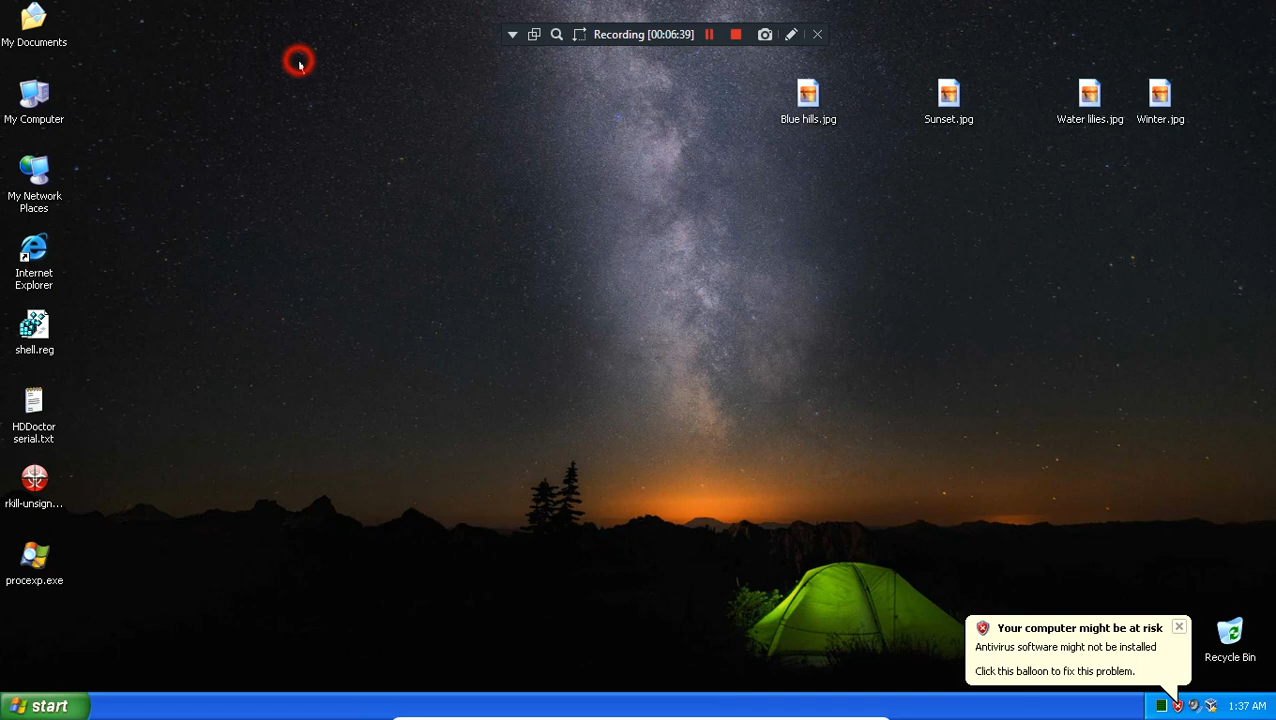 Recording [00:06:39]
My Documents
My Computer
My Network
Places
Internet
Explorer
shell.reg
HDDoctor
serial.txt
rkill-unsign...
procexp.exe
Blue hills.jpg
Sunset.jpg
Water lilies.jpg
Winter.jpg
Your computer might be at risk
Antivirus software might not be installed
Click this balloon to fix this problem.
Recycle Bin
start
1:37 AM